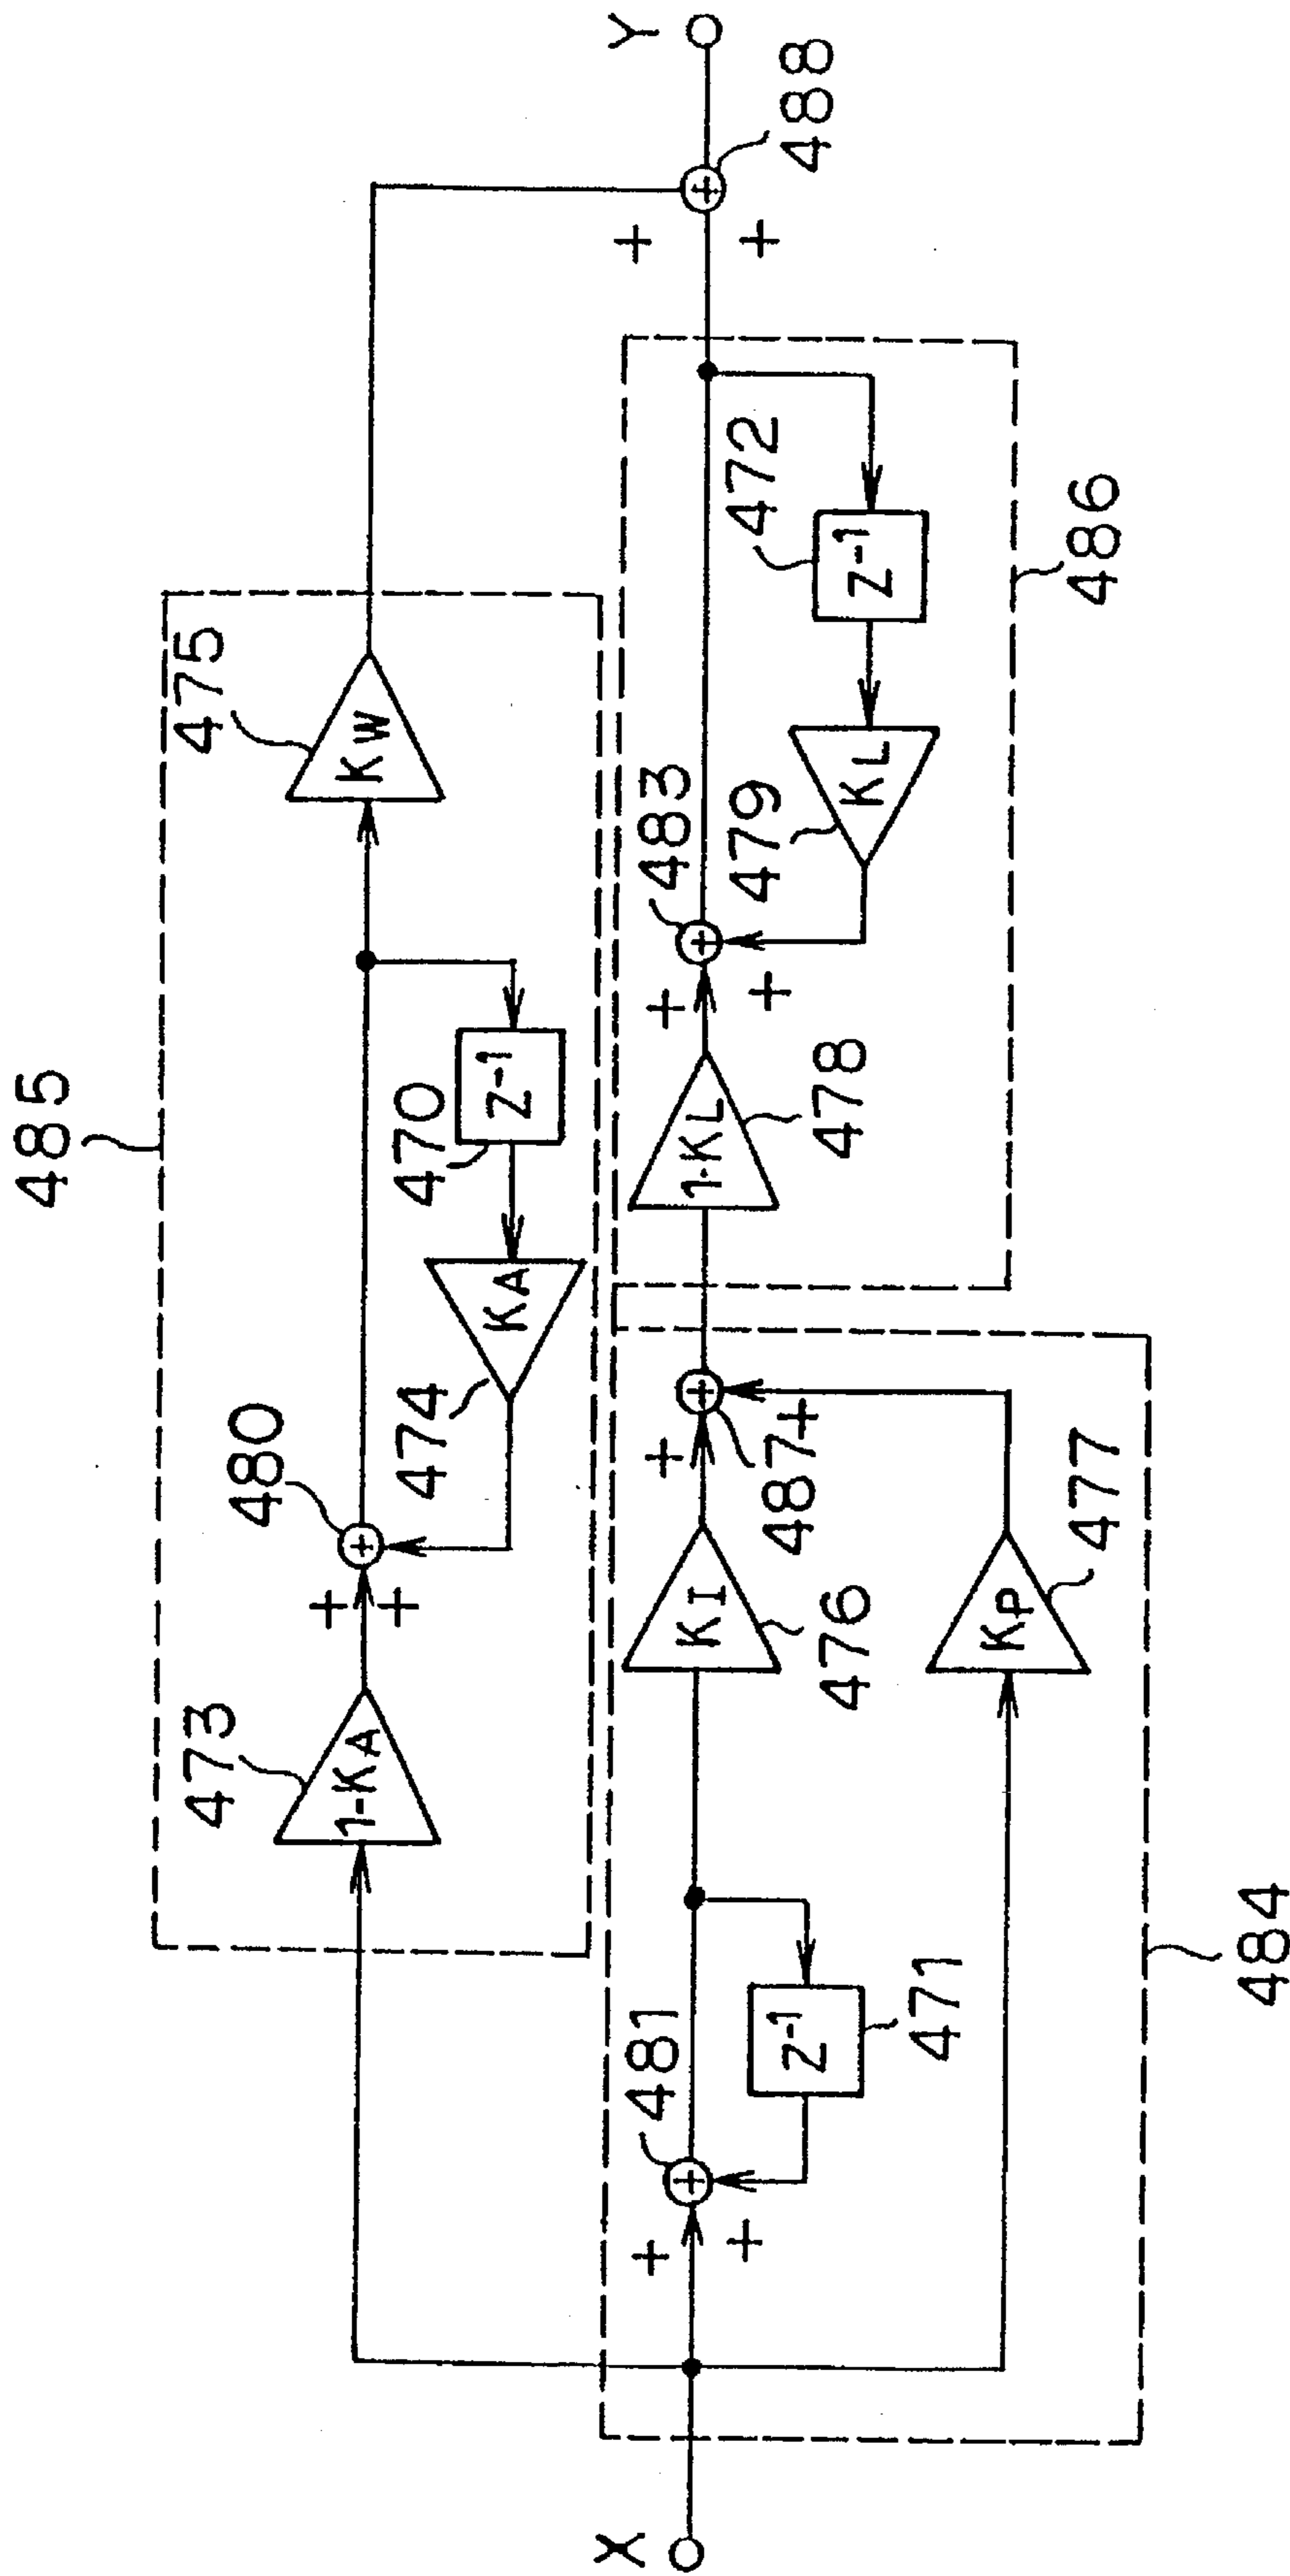 485
473
1-KA
480
+
+
474
KA
470
Z-1
475
KW
X
+
+
481
Z-1
471
KI
476
+
+
487
KP
477
484
1-KL
478
+
+
483
479
KL
472
Z-1
486
+
+
488
Y